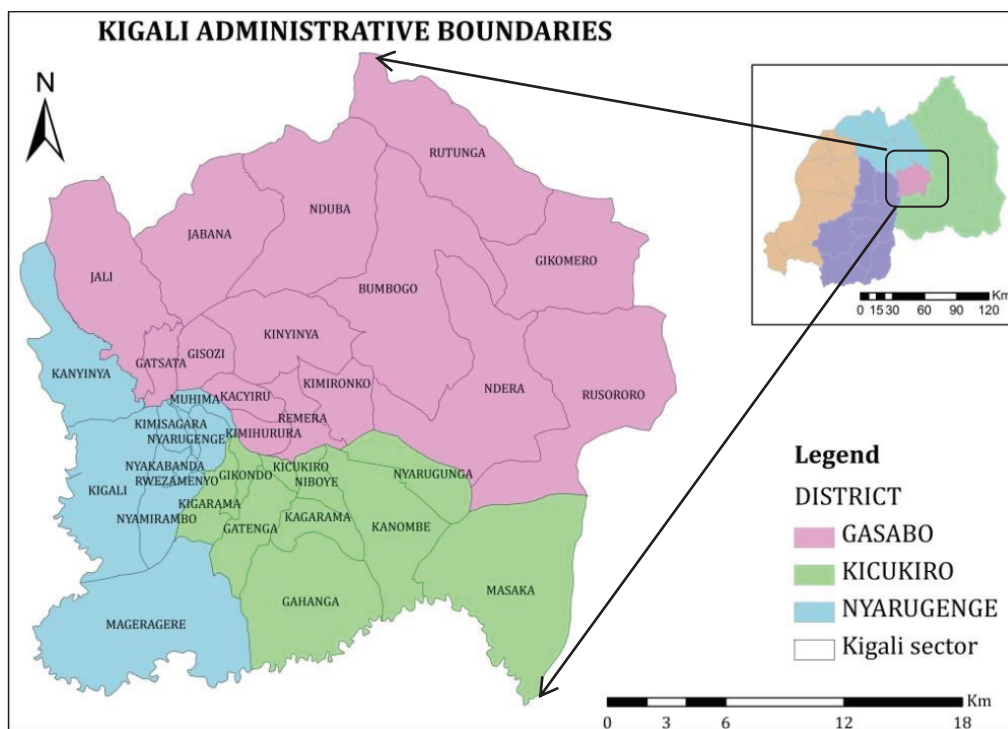 KIGALI ADMINISTRATIVE BOUNDARIES
N
RUTUNGA
NDUBA
JABANA
GIKOMERO
JALI
BUMBOGO
KINYINYA
GISOZI
GATSATA
KANYINYA
KIMIRONKO
NDERA
RUSORORO
MUHIMA
KACYIRU
REMERA
KIMISAGARA
KIMIHURURA
NYARUGENGE
NYAKABANDA
GIKONDO
KICUKIRO
NYARUGUNGA
RWEZAMENYO
NIBOYE
KIGALI
KIGARAMA
NYAMIRAMBO
KAGARAMA
GATENGA
KANOMBE
MASAKA
GAHANGA
MAGERAGERE
Km
0 15 30 60 90 120
Legend
DISTRICT
GASABO
KICUKIRO
NYARUGENGE
Kigali sector
Km
0 3 6 12 18